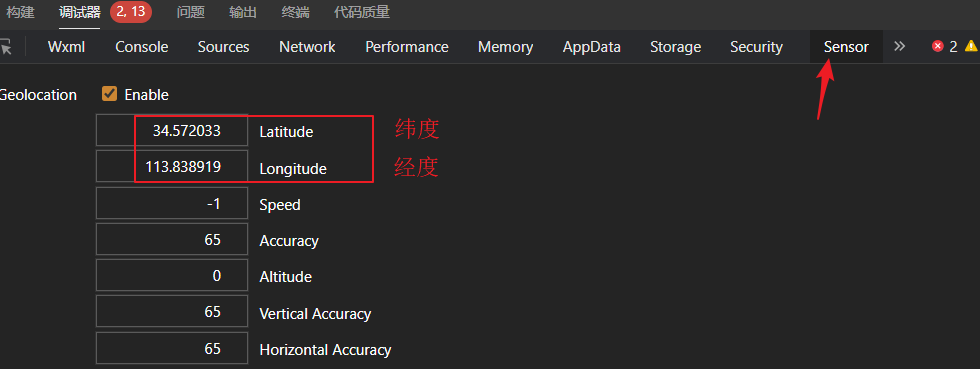 构建 调试器 2, 13 问题 输出 终端 代码质量
Wxml Console Sources Network Performance Memory AppData Storage Security Sensor » 2
Geolocation Enable
34.572033 Latitude 纬度
113.838919 Longitude 经度
-1 Speed
65 Accuracy
0 Altitude
65 Vertical Accuracy
65 Horizontal Accuracy